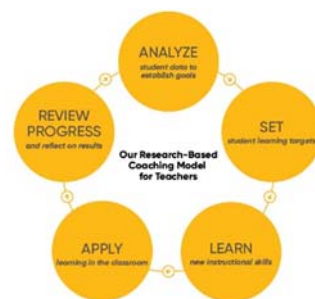 ANALYZE
student data to
establish goals
SET
student learning targets
LEARN
new instructional skills
APPLY
learning in the classroom
REVIEW
PROGRESS
and reflect on results
Our Research-Based
Coaching Model
for Teachers